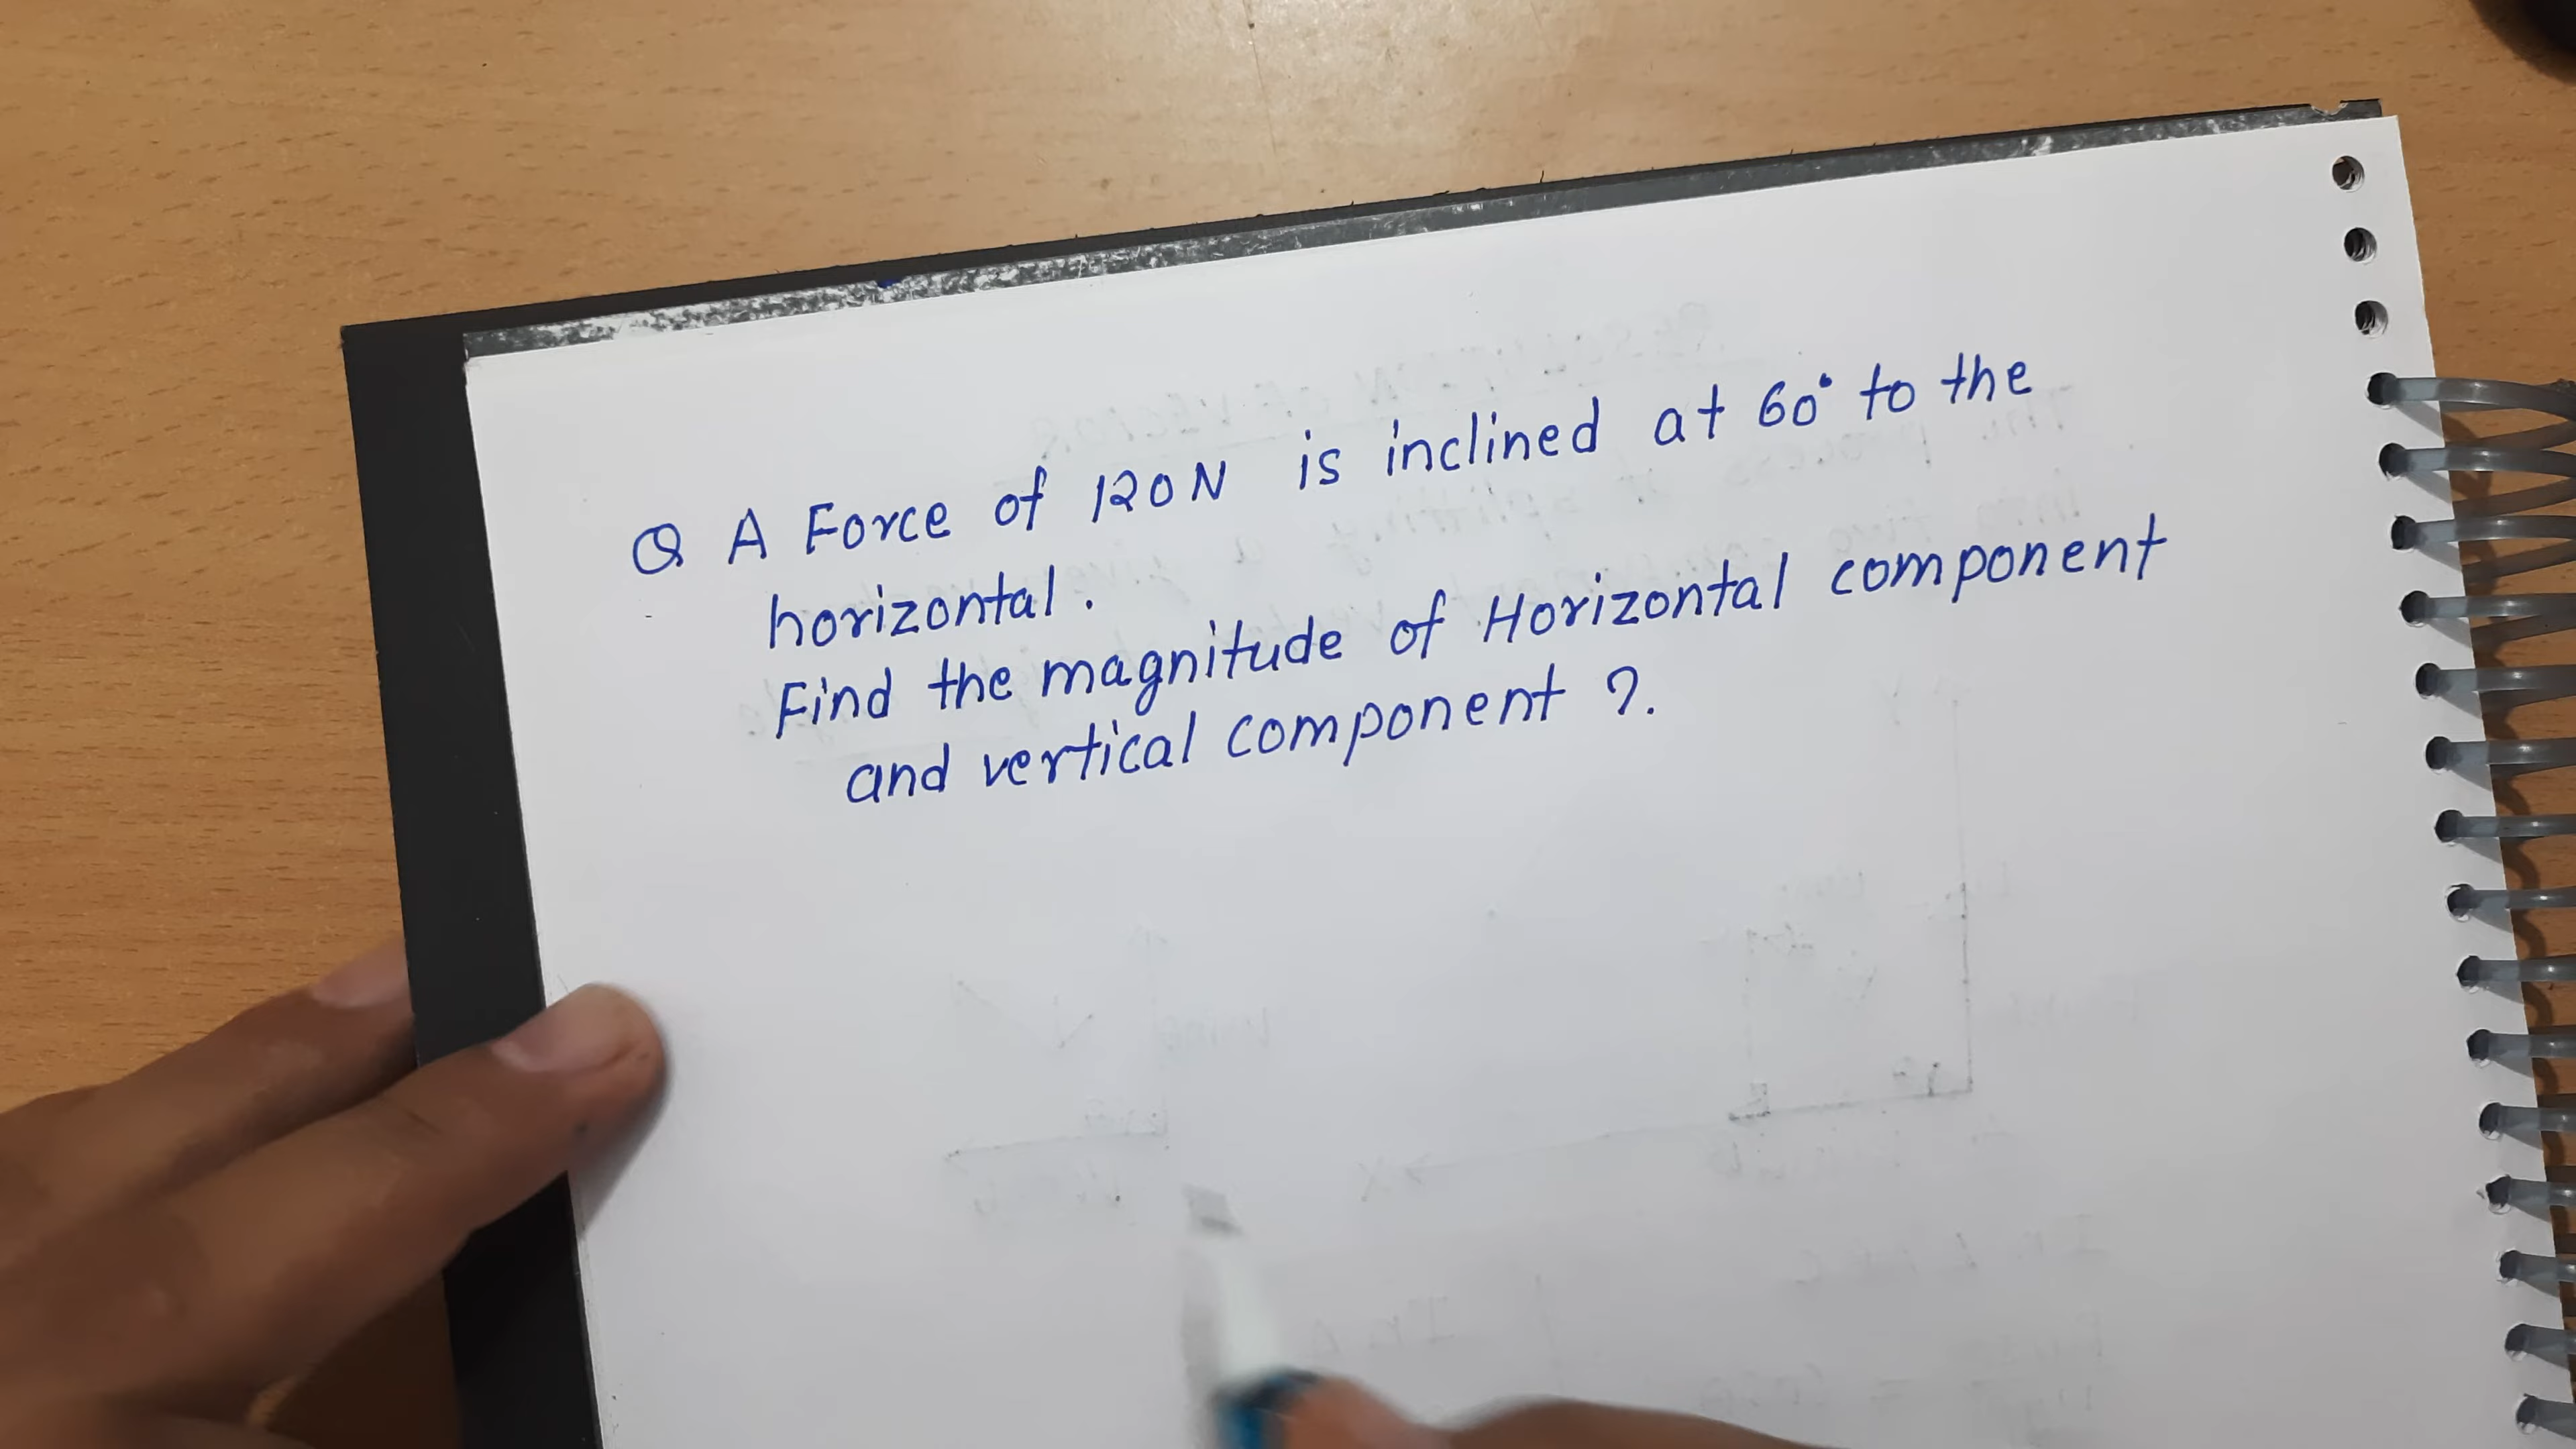 Q A Force of 120 N is inclined at 60° to the
horizontal.
Find the magnitude of Horizontal component
and vertical component ?.